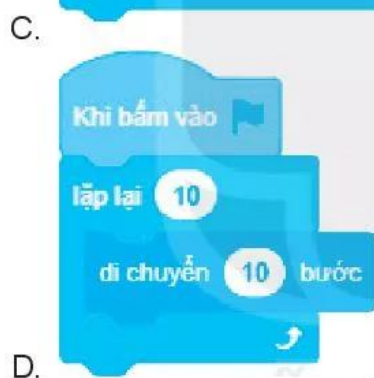 C.
Khi bấm vào
lặp lại 10
di chuyển 10 bước
D.